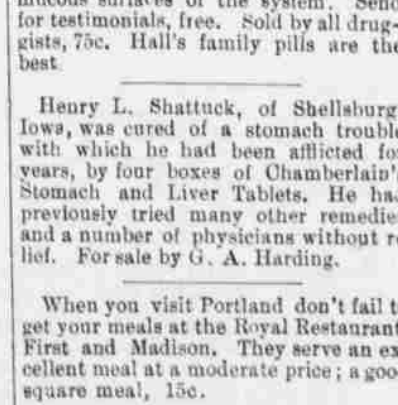 mucous surfaces of the system. Send
for testimonials, free. Sold by all drug-
gists, 75c. Hall's family pills are the
best.
Henry L. Shattuck, of Shellsburg
Iowa, was cured of a stomach trouble
with which he had been afflicted for
years, by four boxes of Chamberlain's
Stomach and Liver Tablets. He had
previously tried many other remedie
and a number of physicians without re
lief. For sale by G. A. Harding.
When you visit Portland don't fail t
get your meals at the Royal Restaurant
First and Madison. They serve an ex
cellent meal at a moderate price; a goo
square meal, 15c.